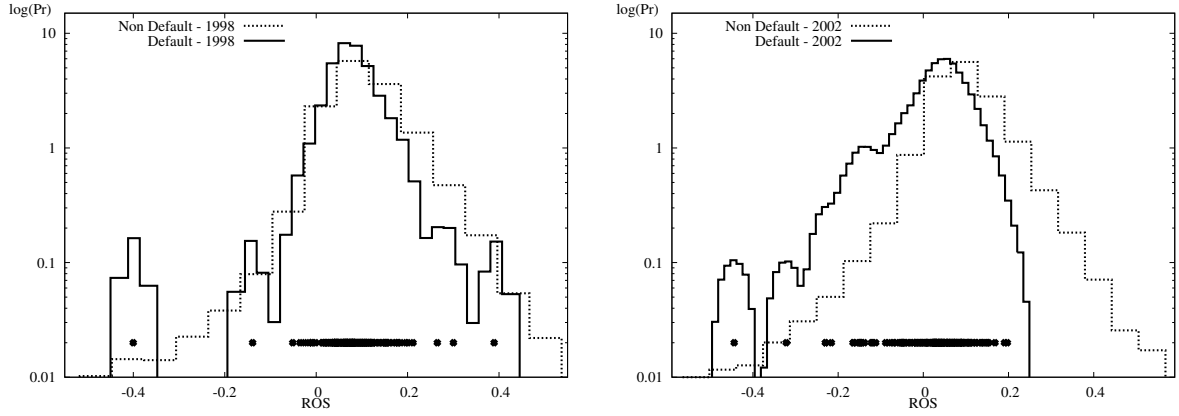 log(Pr)
Non Default - 1998
Default - 1998
10
1
0.1
0.01
-0.4 -0.2 0 0.2 0.4
ROS
log(Pr)
Non Default - 2002
Default - 2002
10
1
0.1
0.01
-0.4 -0.2 0 0.2 0.4
ROS